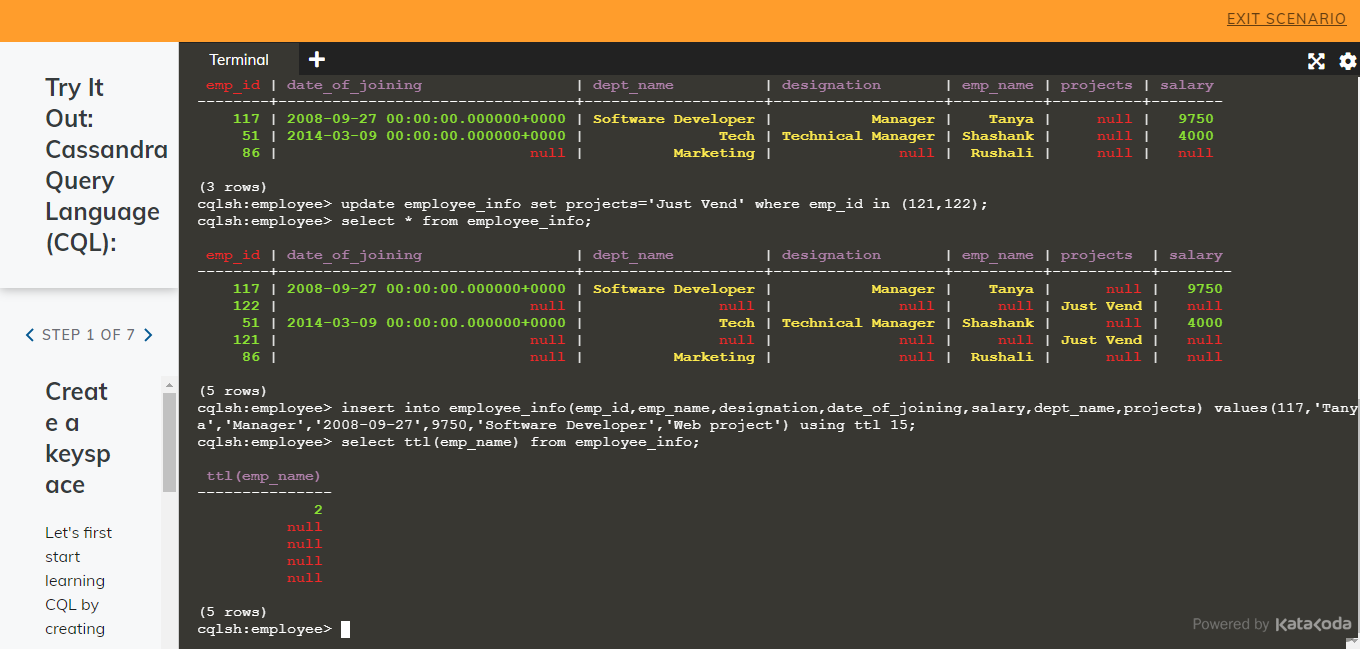 EXIT SCENARIO
Try It
Out:
Cassandra
Query
Language
(CQL):
STEP 1 OF 7
Creat
e a
keysp
ace
Let's first
start
learning
CQL by
creating
Terminal
emp_id | date_of_joining | dept_name | designation | emp_name | projects | salary
--------+---------------------------------+--------------------+-------------------+----------+----------+--------
117 | 2008-09-27 00:00:00.000000+0000 | Software Developer | Manager | Tanya | null | 9750
51 | 2014-03-09 00:00:00.000000+0000 | Tech | Technical Manager | Shashank | null | 4000
86 | null | Marketing | null | Rushali | null | null
(3 rows)
cqlsh:employee> update employee_info set projects='Just Vend' where emp_id in (121,122);
cqlsh:employee> select * from employee_info;
emp_id | date_of_joining | dept_name | designation | emp_name | projects | salary
--------+---------------------------------+--------------------+-------------------+----------+-----------+--------
117 | 2008-09-27 00:00:00.000000+0000 | Software Developer | Manager | Tanya | null | 9750
122 | null | null | null | null | Just Vend | null
51 | 2014-03-09 00:00:00.000000+0000 | Tech | Technical Manager | Shashank | null | 4000
121 | null | null | null | null | Just Vend | null
86 | null | Marketing | null | Rushali | null | null
(5 rows)
cqlsh:employee> insert into employee_info(emp_id,emp_name,designation,date_of_joining,salary,dept_name,projects) values(117,'Tany
a','Manager','2008-09-27',9750,'Software Developer','Web project') using ttl 15;
cqlsh:employee> select ttl(emp_name) from employee_info;
ttl(emp_name)
---------------
2
null
null
null
null
(5 rows)
cqlsh:employee>
Powered by Katacoda